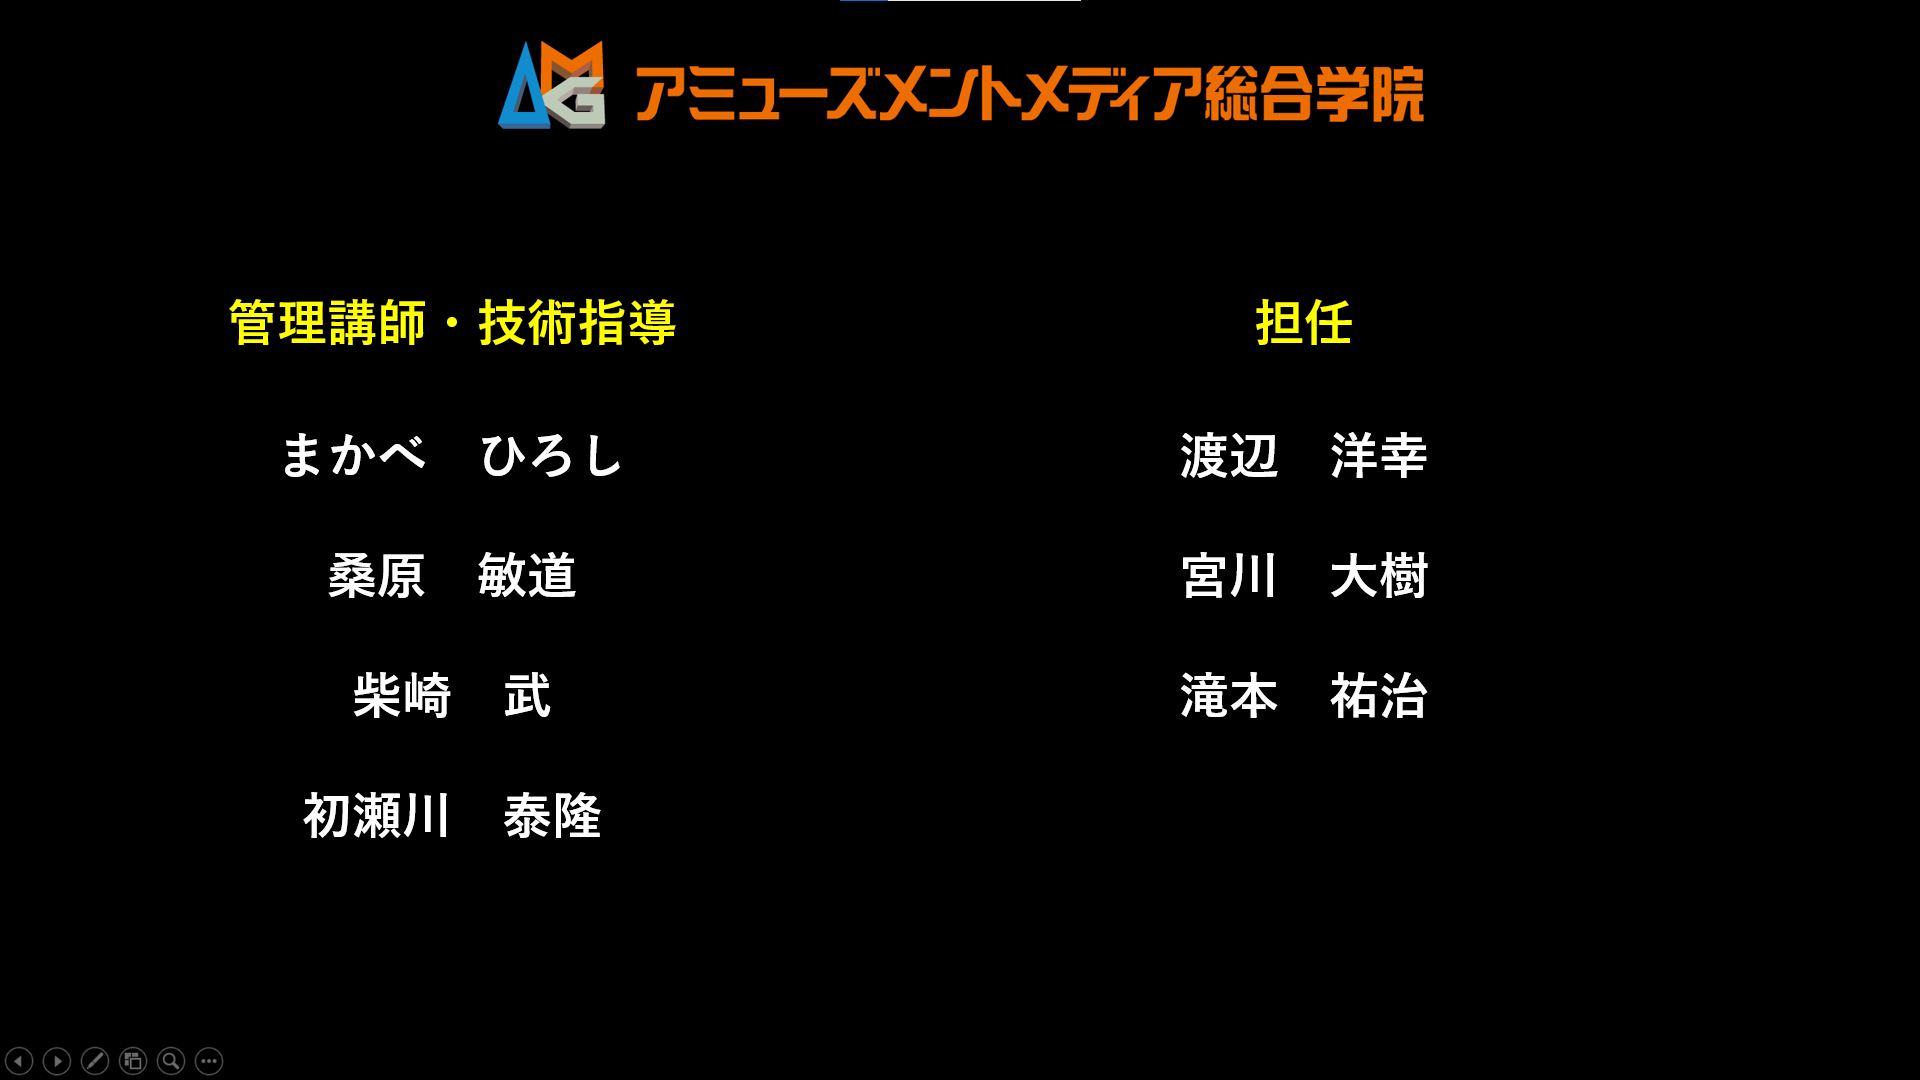 AMG アミューズメントメディア総合学院
管理講師・技術指導
まかべ　ひろし
桑原　敏道
柴崎　武
初瀬川　泰隆
担任
渡辺　洋幸
宮川　大樹
滝本　祐治